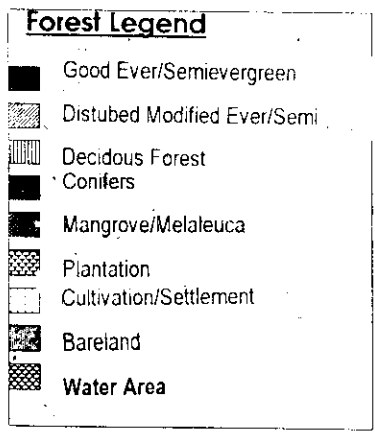 Forest Legend
Good Ever/Semievergreen
Distubed Modified Ever/Semi
Decidous Forest
Conifers
Mangrove/Melaleuca
Plantation
Cultivation/Settlement
Bareland
Water Area